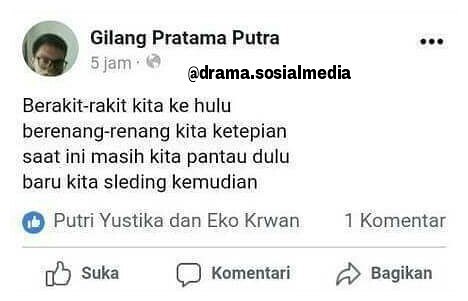 Gilang Pratama Putra
5 jam ·
@drama.sosialmedia
Berakit-rakit kita ke hulu
berenang-renang kita ketepian
saat ini masih kita pantau dulu
baru kita sleding kemudian
Putri Yustika dan Eko Krwan 1 Komentar
Suka Komentari Bagikan